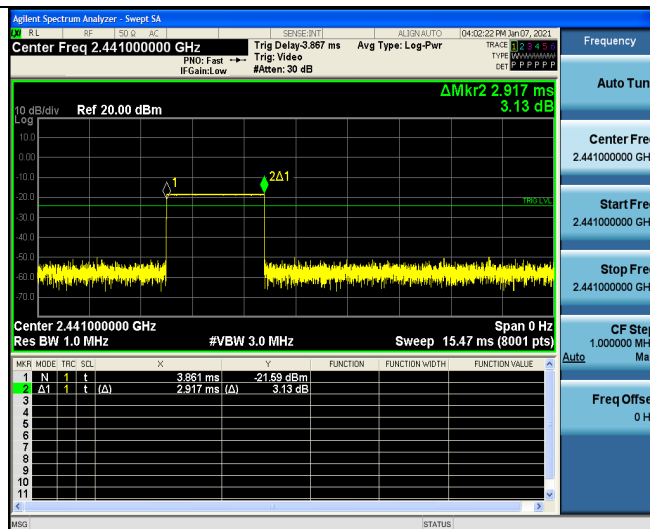 Agilent Spectrum Analyzer - Swept SA
LXI RL RF 50 Ω AC SENSE:INT ALIGN AUTO 04:02:22 PM Jan 07, 2021
Center Freq 2.441000000 GHz
PNO: Fast
IFGain:Low
Trig Delay-3.867 ms
Trig: Video
#Atten: 30 dB
Avg Type: Log-Pwr
TRACE 1 2 3 4 5 6
TYPE W
DET P P P P P P
ΔMkr2 2.917 ms
3.13 dB
10 dB/div Ref 20.00 dBm
Log
10.0
0.00
-10.0
-20.0
-30.0
-40.0
-50.0
-60.0
-70.0
1
2Δ1
TRIG LVL
Center 2.441000000 GHz Span 0 Hz
Res BW 1.0 MHz #VBW 3.0 MHz Sweep 15.47 ms (8001 pts)
MKR MODE TRC SCL X Y FUNCTION FUNCTION WIDTH FUNCTION VALUE
1 N 1 t 3.861 ms -21.59 dBm
2 Δ1 1 t (Δ) 2.917 ms (Δ) 3.13 dB
3
4
5
6
7
8
9
10
11
MSG STATUS
Frequency
Auto Tun
Center Fre
2.441000000 GH
Start Fre
2.441000000 GH
Stop Fre
2.441000000 GH
CF Step
1.000000 MH
Auto Ma
Freq Offse
0 H